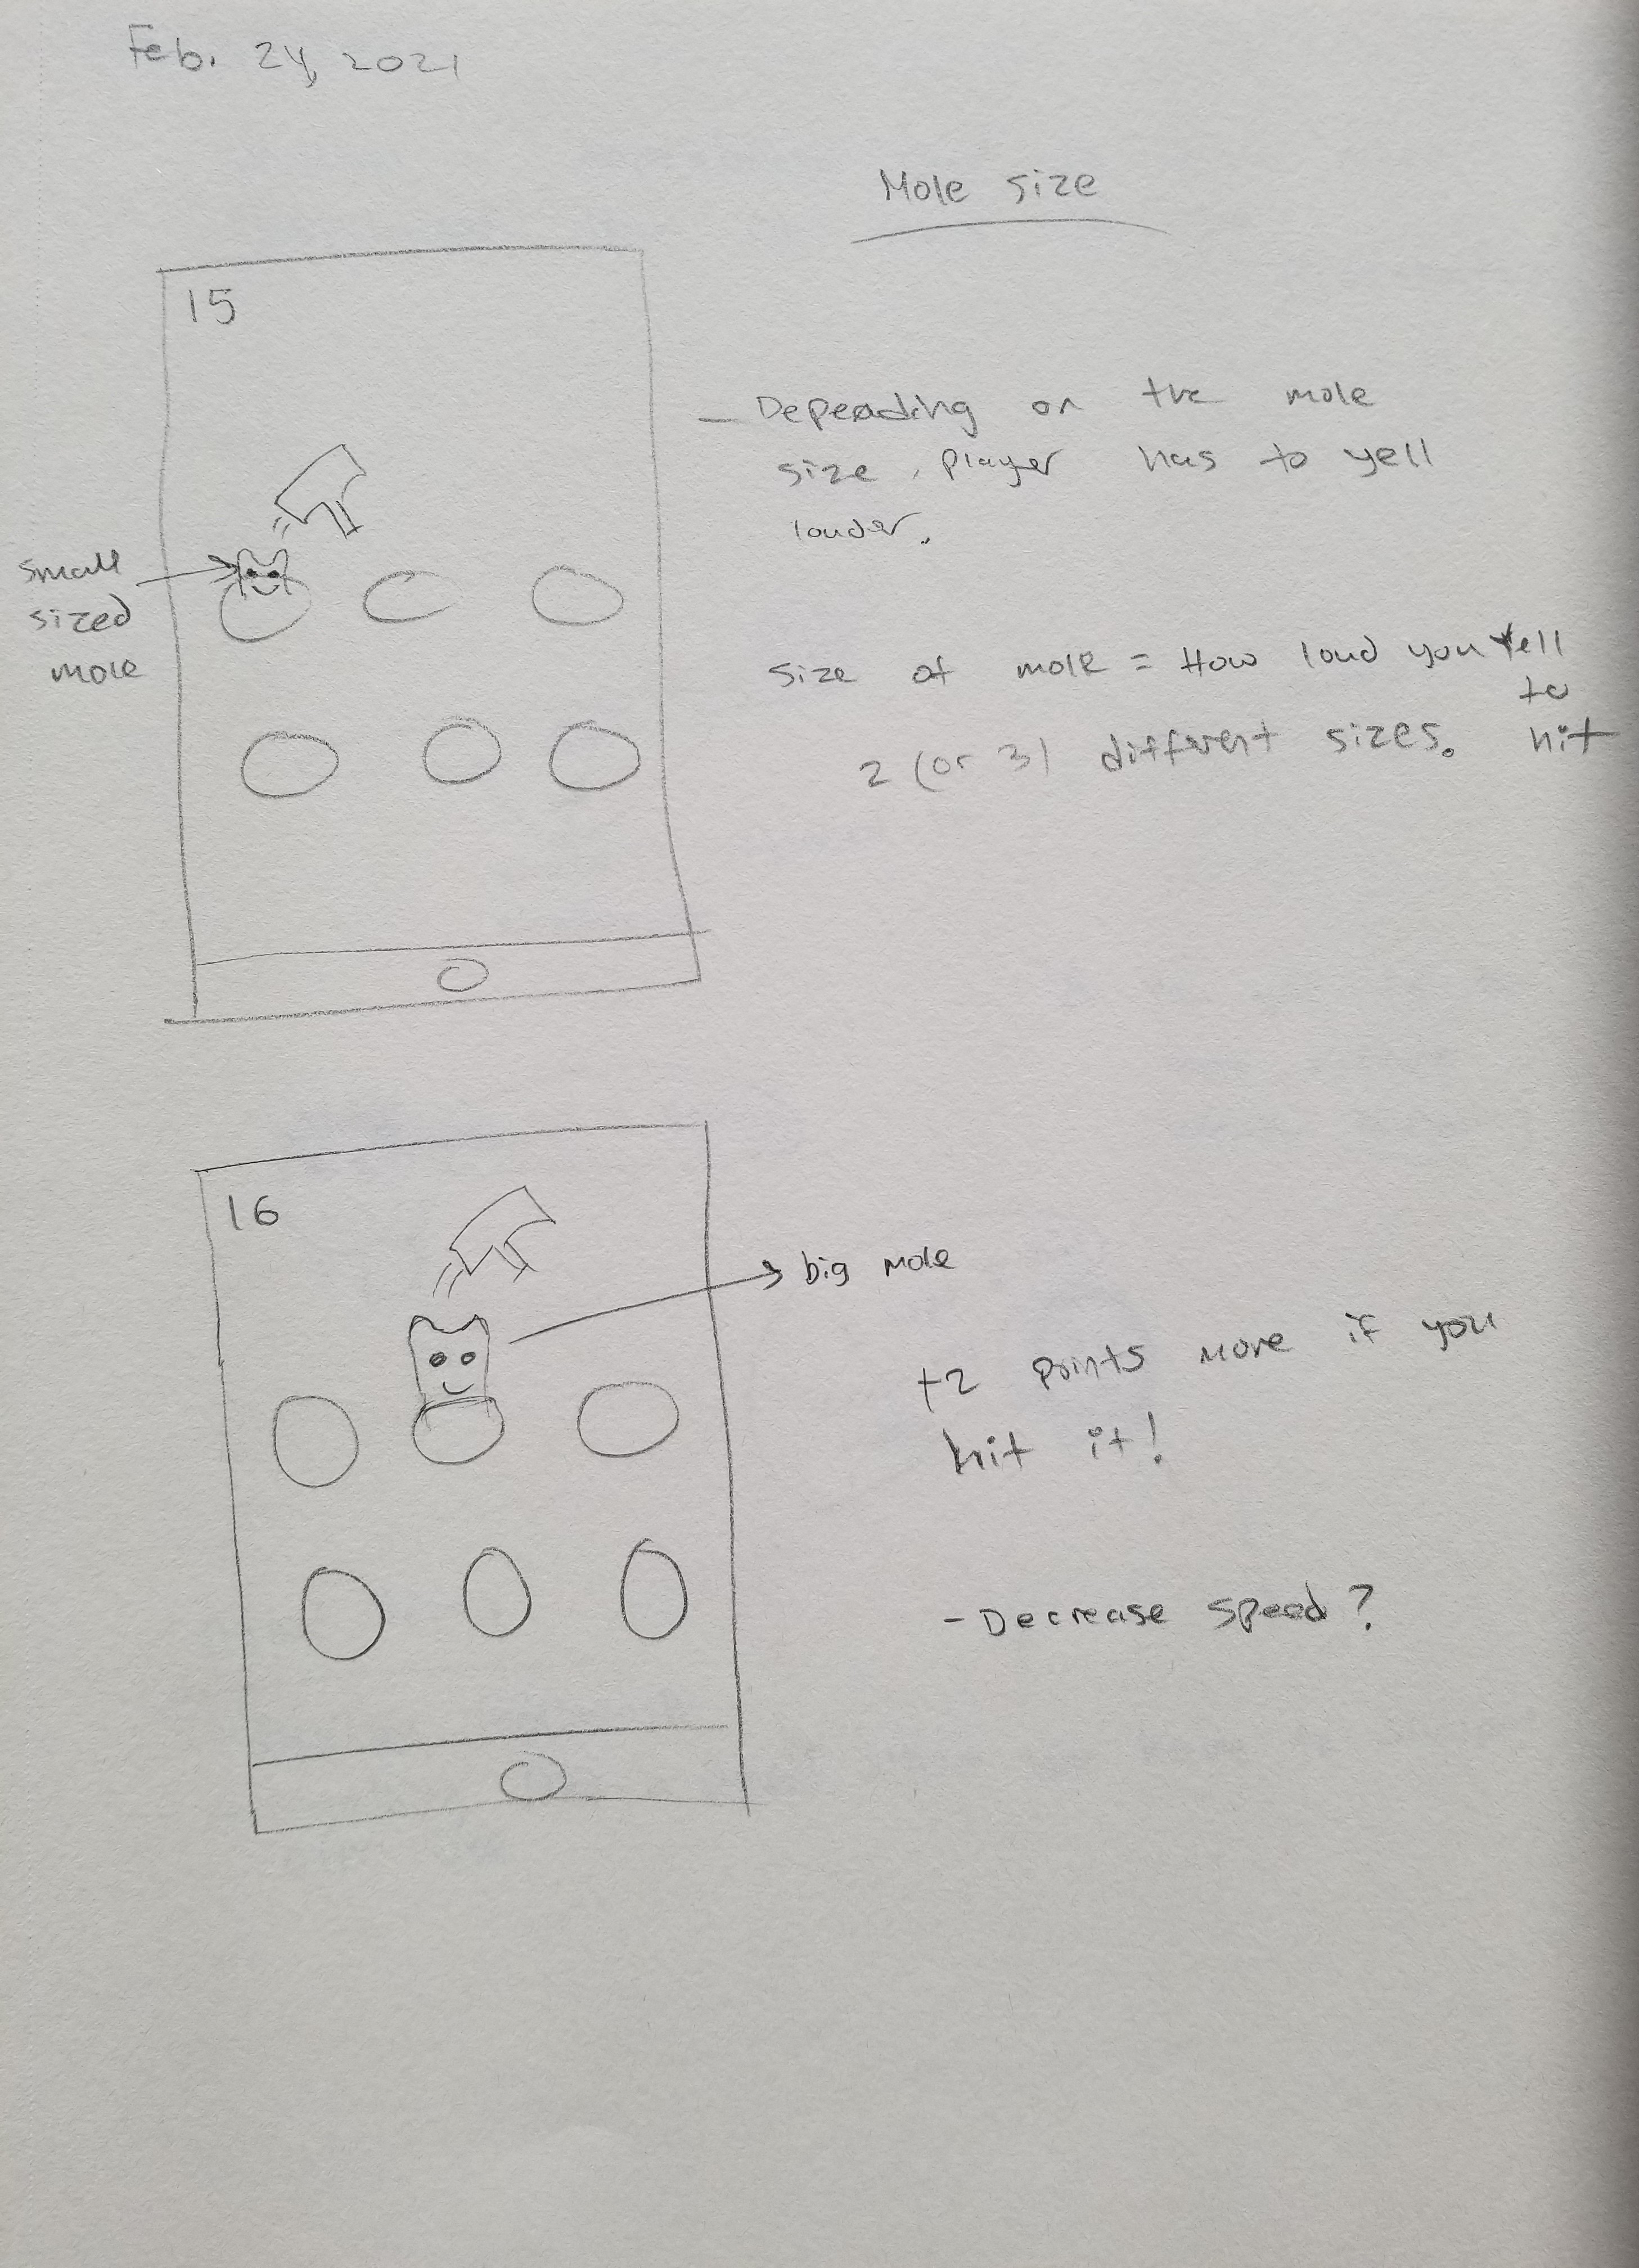 Feb. 24, 2021
Mole size
15
- Depending on the mole
size, player has to yell
louder.
small
sized
mole
size of mole = How loud you Yell
to
hit
2 (or 3) different sizes.
16
big mole
+2 points more if you
hit it!
- Decrease speed?